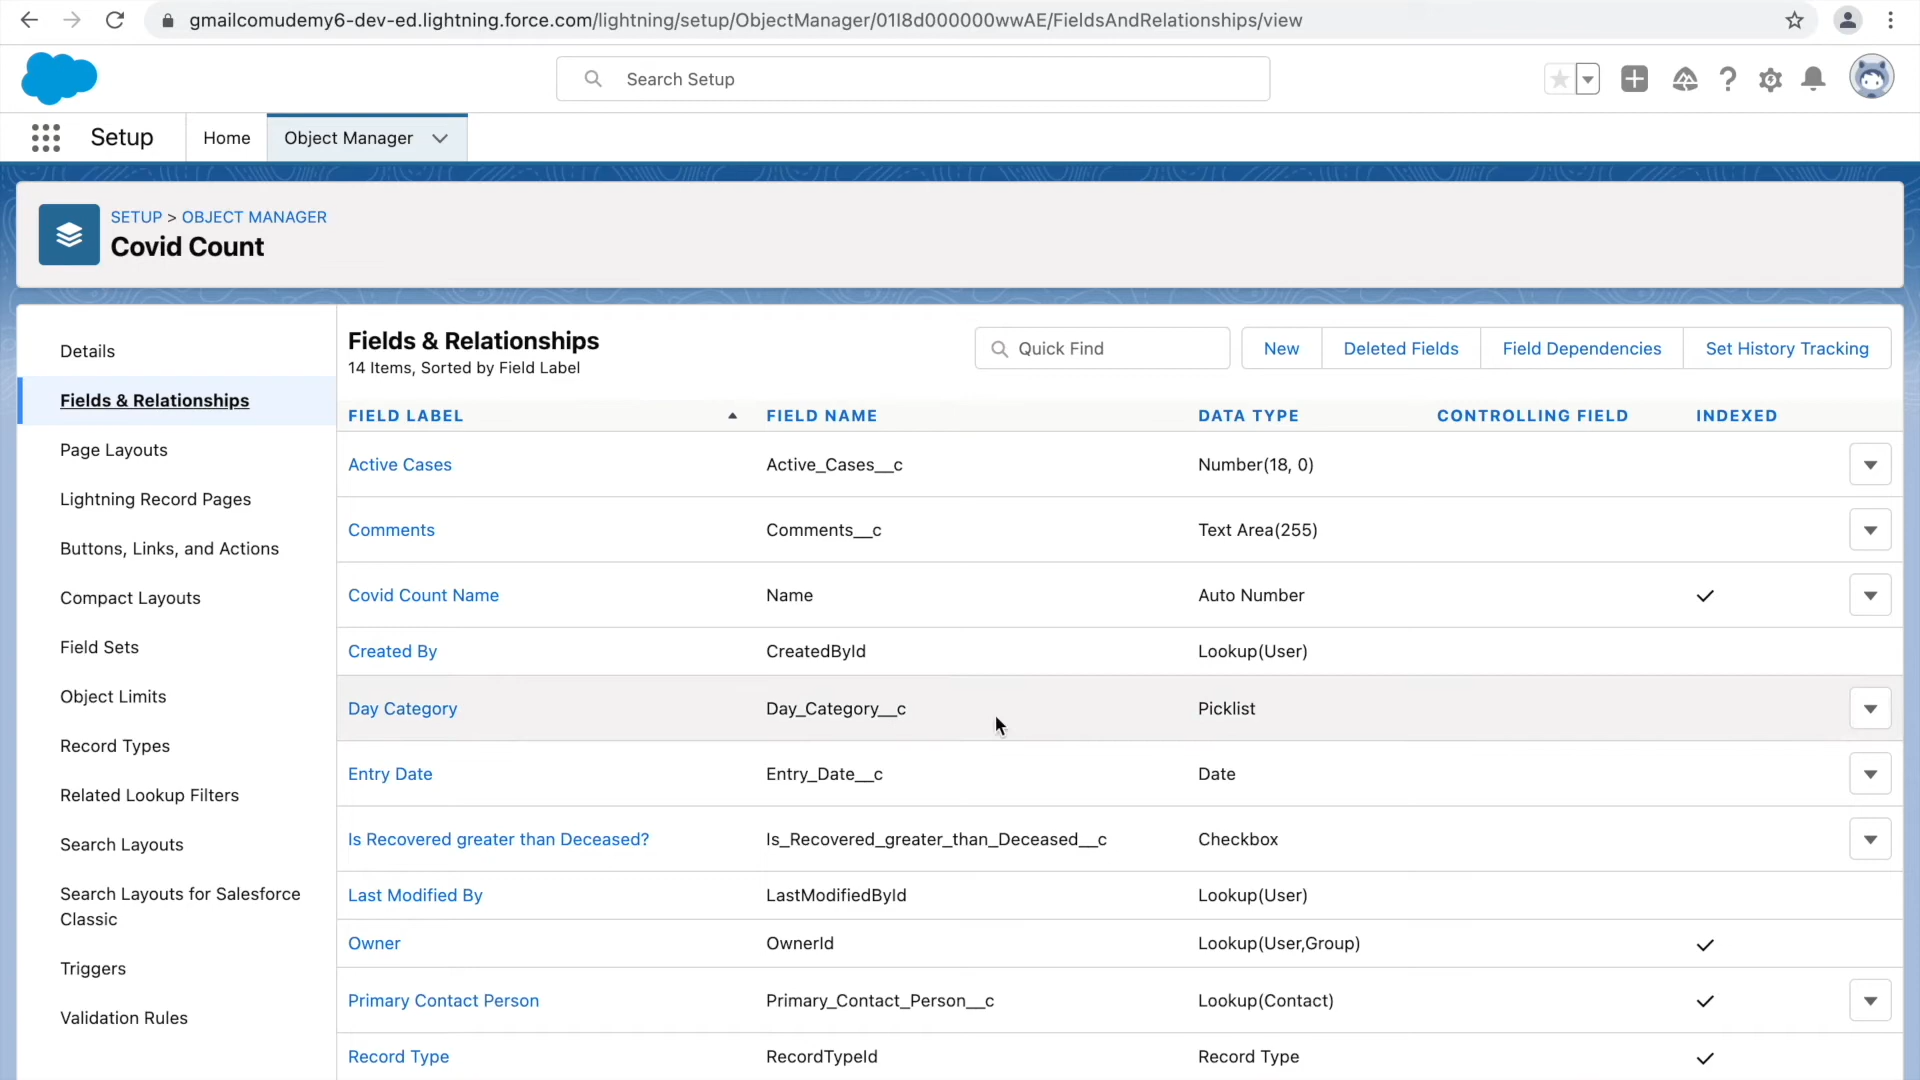 gmailcomudemy6-dev-ed.lightning.force.com/lightning/setup/ObjectManager/01I8d000000wwAE/FieldsAndRelationships/view
Search Setup
Setup
Home
Object Manager
SETUP > OBJECT MANAGER
Covid Count
Details
Fields & Relationships
Page Layouts
Lightning Record Pages
Buttons, Links, and Actions
Compact Layouts
Field Sets
Object Limits
Record Types
Related Lookup Filters
Search Layouts
Search Layouts for Salesforce
Classic
Triggers
Validation Rules
Fields & Relationships
14 Items, Sorted by Field Label
Quick Find
New
Deleted Fields
Field Dependencies
Set History Tracking
FIELD LABEL FIELD NAME DATA TYPE CONTROLLING FIELD INDEXED
Active Cases Active_Cases__c Number(18, 0)
Comments Comments__c Text Area(255)
Covid Count Name Name Auto Number
Created By CreatedById Lookup(User)
Day Category Day_Category__c Picklist
Entry Date Entry_Date__c Date
Is Recovered greater than Deceased? Is_Recovered_greater_than_Deceased__c Checkbox
Last Modified By LastModifiedById Lookup(User)
Owner OwnerId Lookup(User,Group)
Primary Contact Person Primary_Contact_Person__c Lookup(Contact)
Record Type RecordTypeId Record Type